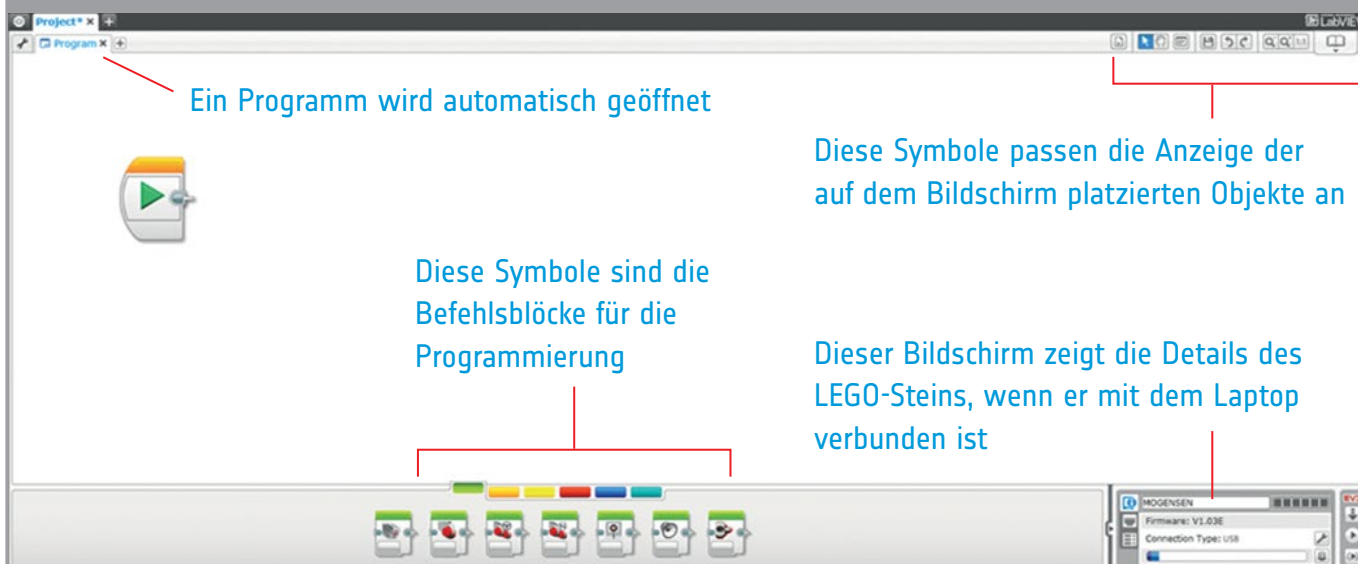 Project* ×
LabVIE
Program ×
Ein Programm wird automatisch geöffnet
Diese Symbole passen die Anzeige der
auf dem Bildschirm platzierten Objekte an
Diese Symbole sind die
Befehlsblöcke für die
Programmierung
Dieser Bildschirm zeigt die Details des
LEGO-Steins, wenn er mit dem Laptop
verbunden ist
MOGENSEN
EV3
Firmware: V1.03E
Connection Type: USB